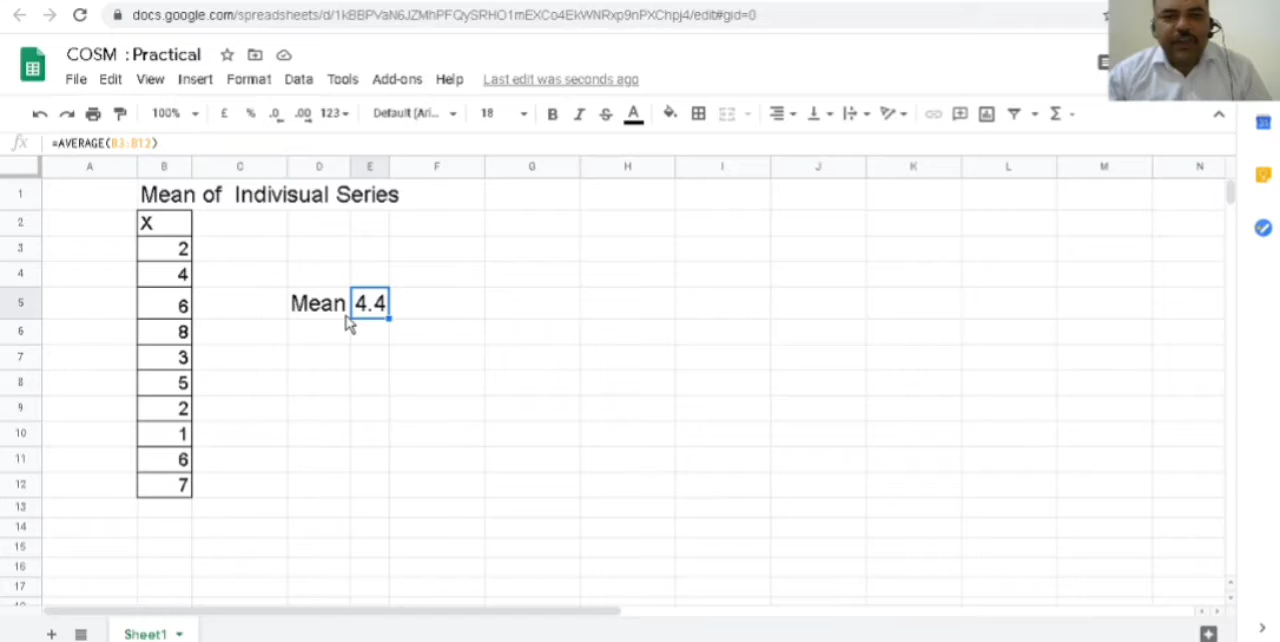 docs.google.com/spreadsheets/d/1kBBPVaN6JZMhPFQySRHO1mEXCo4EkWNRxp9nPXChpj4/edit#gid=0
COSM : Practical
File Edit View Insert Format Data Tools Add-ons Help Last edit was seconds ago
100% £ % .0 .00 123 Default (Ari... 18 B I S A Σ
fx =AVERAGE(B3:B12)
A B C D E F G H I J K L M N
1 Mean of Indivisual Series
2 X
3 2
4 4
5 6 Mean 4.4
6 8
7 3
8 5
9 2
10 1
11 6
12 7
13
14
15
16
17
Sheet1